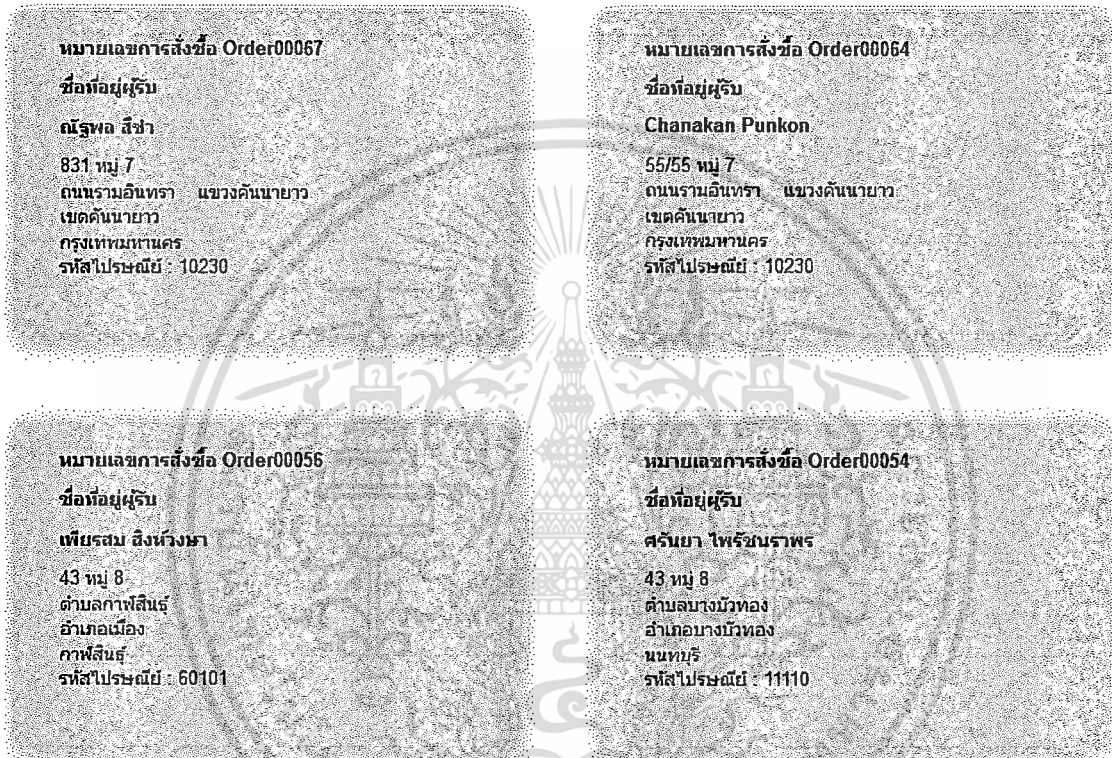 หมายเลขการสั่งซื้อ Order00067
ชื่อที่อยู่ผู้รับ
ณัฐพล สีชำ
831 หมู่ 7
ถนนรามอินทรา แขวงคันนายาว
เขตคันนายาว
กรุงเทพมหานคร
รหัสไปรษณีย์ : 10230
หมายเลขการสั่งซื้อ Order00064
ชื่อที่อยู่ผู้รับ
Chanakan Punkon
55/55 หมู่ 7
ถนนรามอินทรา แขวงคันนายาว
เขตคันนายาว
กรุงเทพมหานคร
รหัสไปรษณีย์ : 10230
หมายเลขการสั่งซื้อ Order00056
ชื่อที่อยู่ผู้รับ
เพียรสม สิงห์วงษา
43 หมู่ 8
ตำบลกาฬสินธุ์
อำเภอเมือง
กาฬสินธุ์
รหัสไปรษณีย์ : 60101
หมายเลขการสั่งซื้อ Order00054
ชื่อที่อยู่ผู้รับ
ศรันยา ไพรัชนราพร
43 หมู่ 8
ตำบลบางบัวทอง
อำเภอบางบัวทอง
นนทบุรี
รหัสไปรษณีย์ : 11110